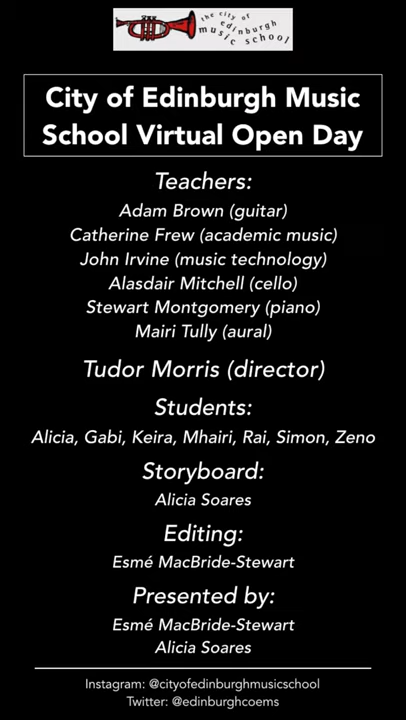 the city of
edinburgh
music school
City of Edinburgh Music
School Virtual Open Day
Teachers:
Adam Brown (guitar)
Catherine Frew (academic music)
John Irvine (music technology)
Alasdair Mitchell (cello)
Stewart Montgomery (piano)
Mairi Tully (aural)
Tudor Morris (director)
Students:
Alicia, Gabi, Keira, Mhairi, Rai, Simon, Zeno
Storyboard:
Alicia Soares
Editing:
Esmé MacBride-Stewart
Presented by:
Esmé MacBride-Stewart
Alicia Soares
Instagram: @cityofedinburghmusicschool
Twitter: @edinburghcoems